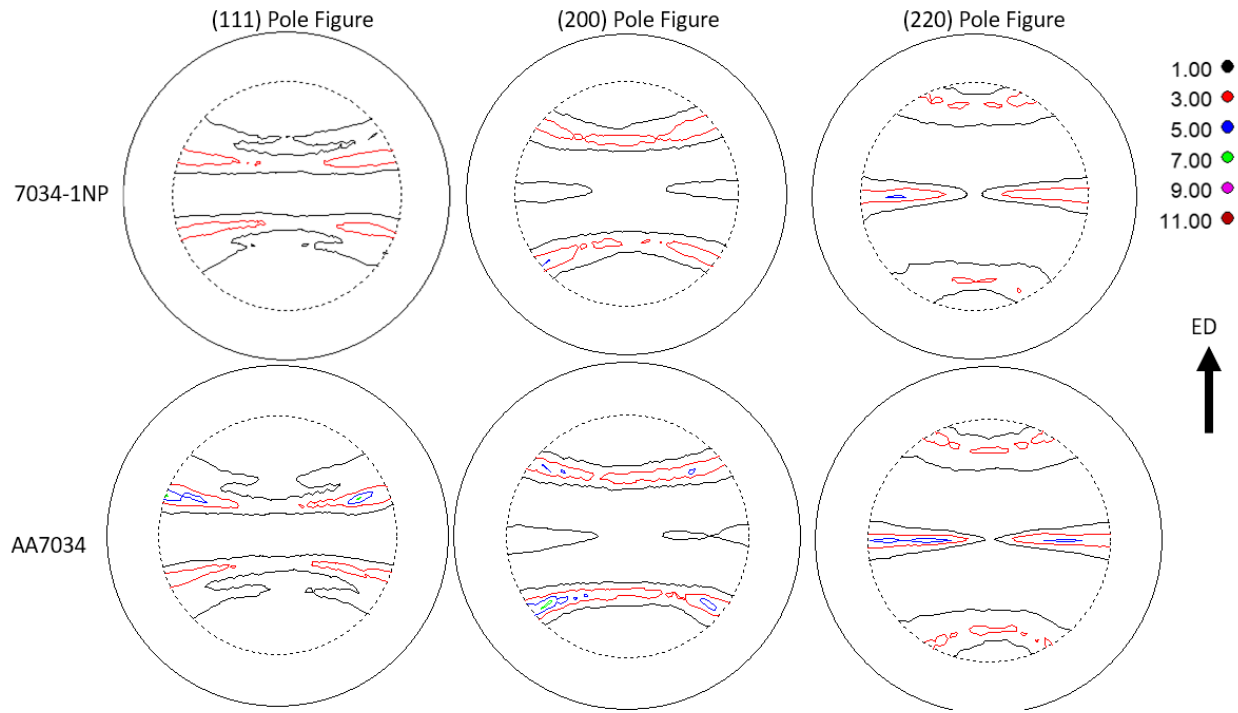 (111) Pole Figure
(200) Pole Figure
(220) Pole Figure
1.00
3.00
5.00
7.00
9.00
11.00
7034-1NP
ED
AA7034